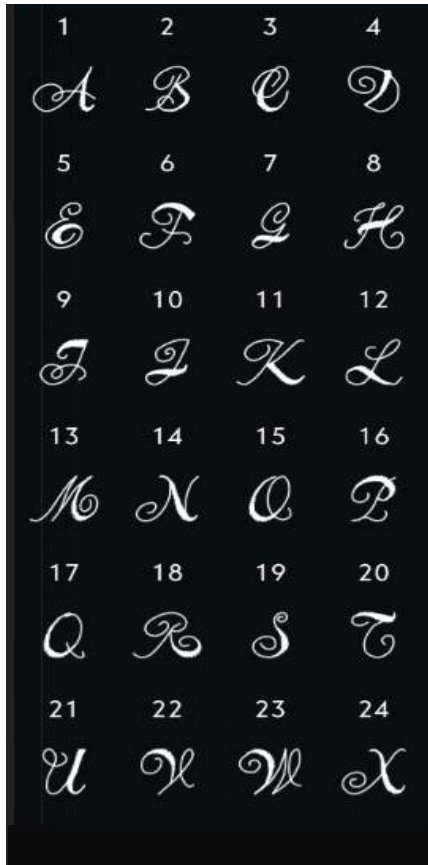 1 2 3 4
A B C D
5 6 7 8
E F G H
9 10 11 12
I J K L
13 14 15 16
M N O P
17 18 19 20
Q R S T
21 22 23 24
U V W X